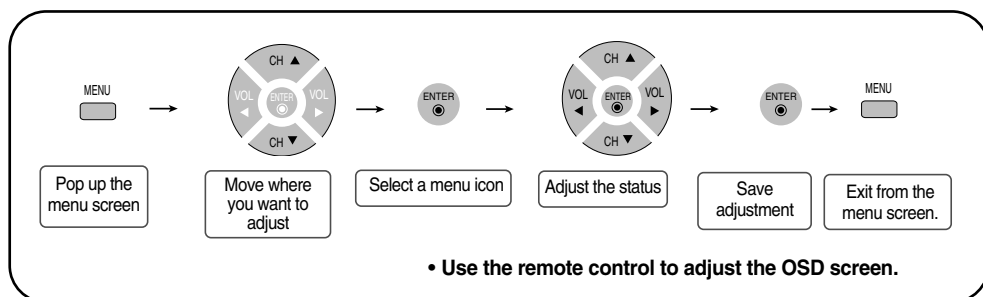 MENU
CH ▲
VOL ◀
ENTER
VOL ▶
CH ▼
ENTER
CH ▲
VOL ◀
ENTER
VOL ▶
CH ▼
ENTER
MENU
Pop up the
menu screen
Move where
you want to
adjust
Select a menu icon
Adjust the status
Save
adjustment
Exit from the
menu screen.
• Use the remote control to adjust the OSD screen.